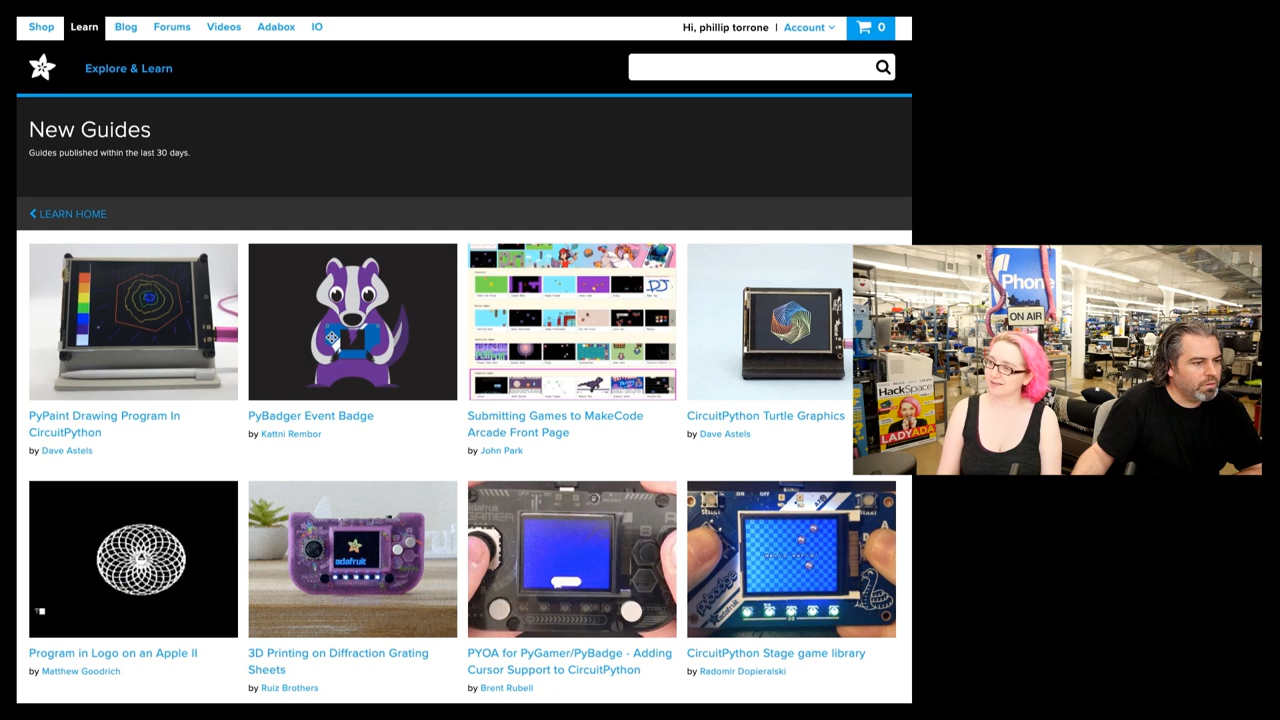 Shop Learn Blog Forums Videos Adabox IO
Hi, phillip torrone | Account
0
Explore & Learn
New Guides
Guides published within the last 30 days.
LEARN HOME
PyPaint Drawing Program In
CircuitPython
by Dave Astels
PyBadger Event Badge
by Kattni Rembor
Submitting Games to MakeCode
Arcade Front Page
by John Park
CircuitPython Turtle Graphics
by Dave Astels
iPhone
ON AIR
HackSpace
LADYADA
adafruit
Program in Logo on an Apple II
by Matthew Goodrich
3D Printing on Diffraction Grating
Sheets
by Ruiz Brothers
PYOA for PyGamer/PyBadge - Adding
Cursor Support to CircuitPython
by Brent Rubell
CircuitPython Stage game library
by Radomir Dopieralski